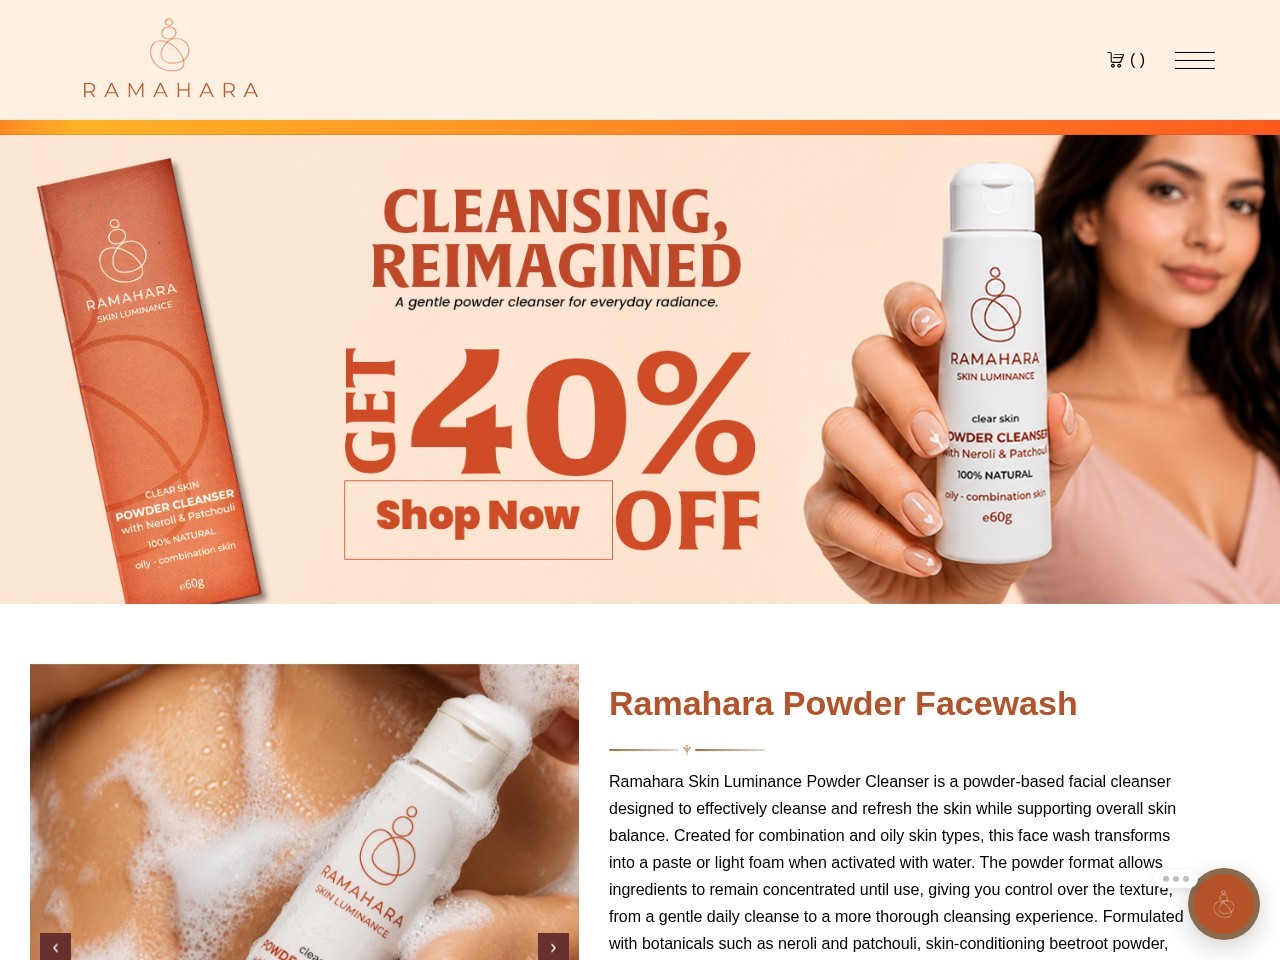 RAMAHARA
( )
RAMAHARA
SKIN LUMINANCE
CLEAR SKIN
POWDER CLEANSER
with Neroli & Patchouli
100% NATURAL
oily - combination skin
e60g
CLEANSING,
REIMAGINED
A gentle powder cleanser for everyday radiance.
GET 40%
Shop Now OFF
RAMAHARA
SKIN LUMINANCE
clear skin
OWDER CLEANSER
with Neroli & Patchoul
100% NATURAL
oily - combination skin
e60g
RAMAHARA
SKIN LUMINANCE
Ramahara Powder Facewash
Ramahara Skin Luminance Powder Cleanser is a powder-based facial cleanser
designed to effectively cleanse and refresh the skin while supporting overall skin
balance. Created for combination and oily skin types, this face wash transforms
into a paste or light foam when activated with water. The powder format allows
ingredients to remain concentrated until use, giving you control over the texture,
from a gentle daily cleanse to a more thorough cleansing experience. Formulated
with botanicals such as neroli and patchouli, skin-conditioning beetroot powder,